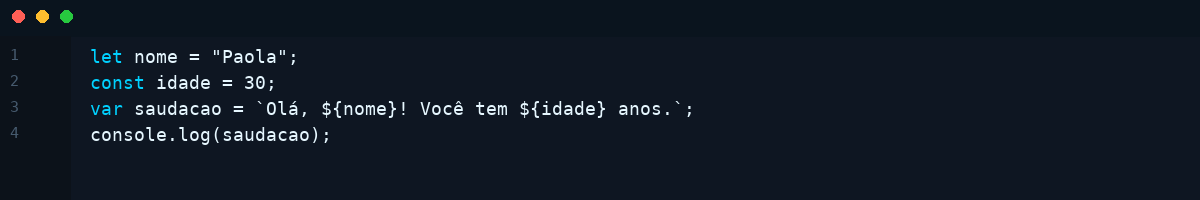 1 let nome = "Paola";
2 const idade = 30;
3 var saudacao = `Olá, ${nome}! Você tem ${idade} anos.`;
4 console.log(saudacao);